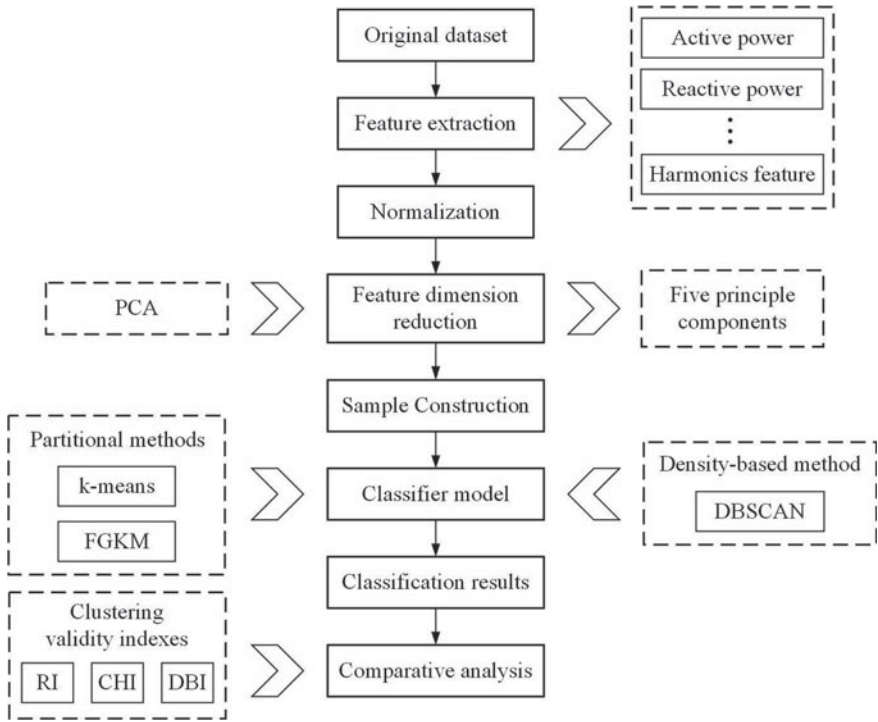 Original dataset
Active power
Reactive power
Harmonics feature
Feature extraction
Normalization
PCA
Feature dimension
reduction
Five principle
components
Sample Construction
Partitional methods
k-means
FGKM
Classifier model
Density-based method
DBSCAN
Classification results
Clustering
validity indexes
RI
CHI
DBI
Comparative analysis